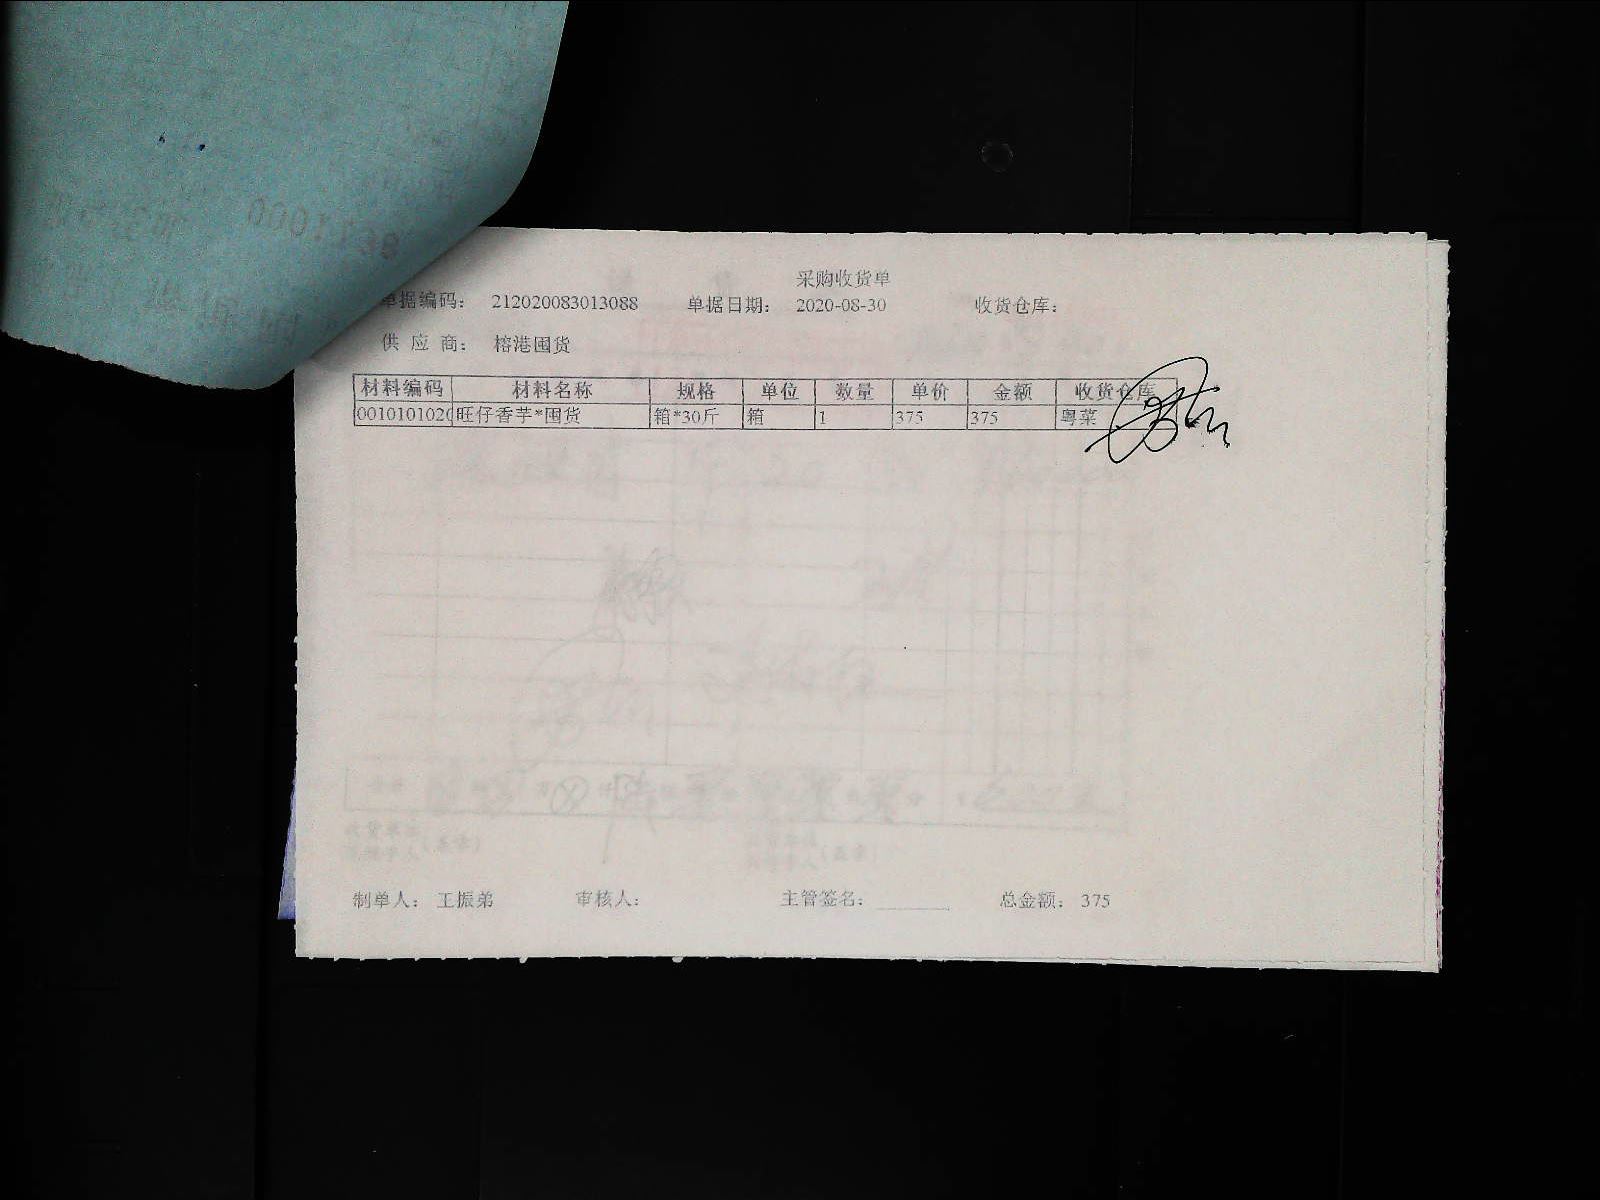 采购收货单
单据编码: 212020083013088 单据日期: 2020-08-30 收货仓库:
供 应 商: 榕港囤货
材料编码 材料名称 规格 单位 数量 单价 金额 收货仓库
0010101020 旺仔香芋*囤货 箱*30斤 箱 1 375 375 粤菜
制单人: 王振弟 审核人: 主管签名: ______ 总金额: 375